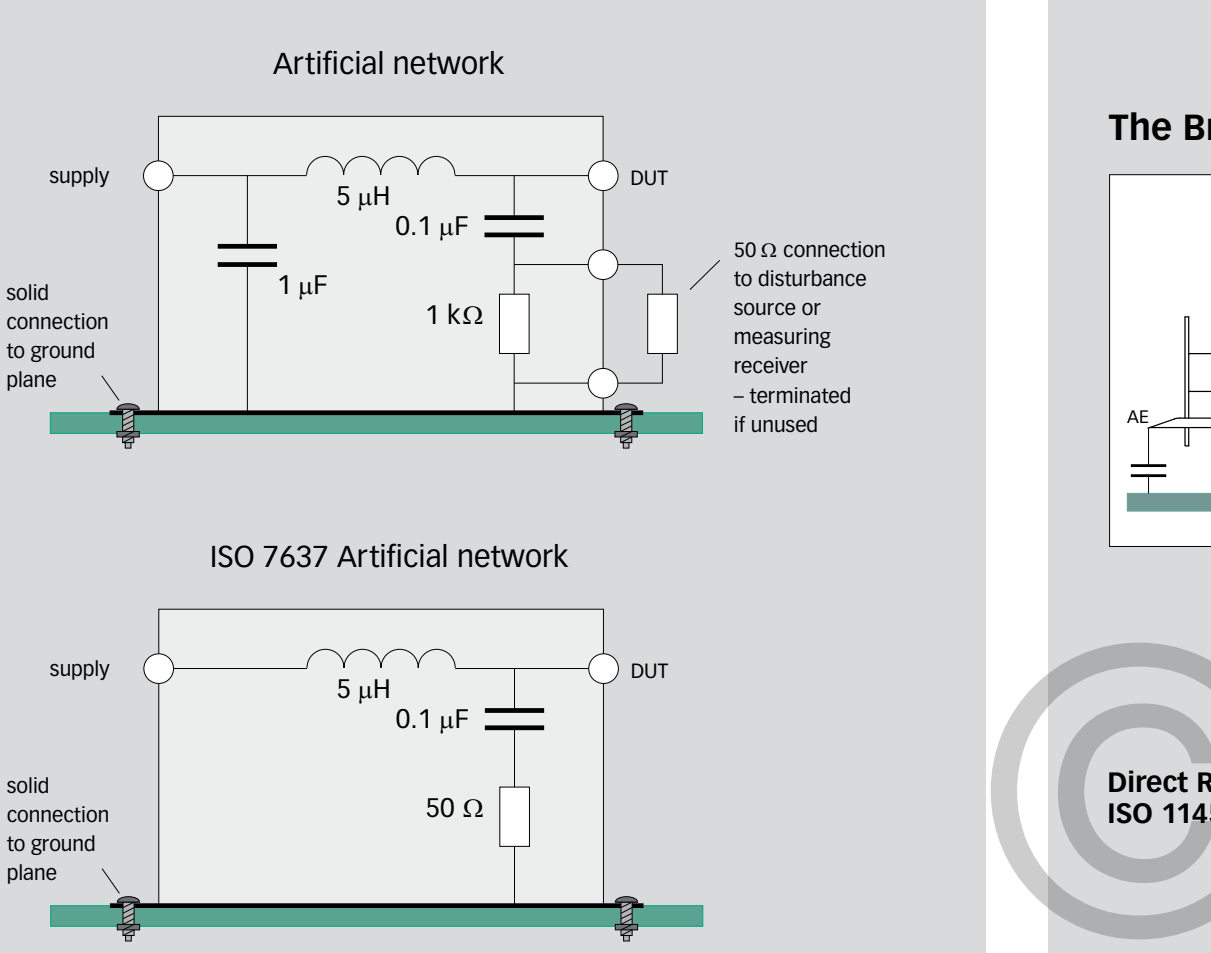 Artificial network
supply
5 μH
DUT
0.1 μF
1 μF
1 kΩ
solid
connection
to ground
plane
50 Ω connection
to disturbance
source or
measuring
receiver
– terminated
if unused
ISO 7637 Artificial network
supply
5 μH
DUT
0.1 μF
50 Ω
solid
connection
to ground
plane
The Br
AE
Direct R
ISO 1145